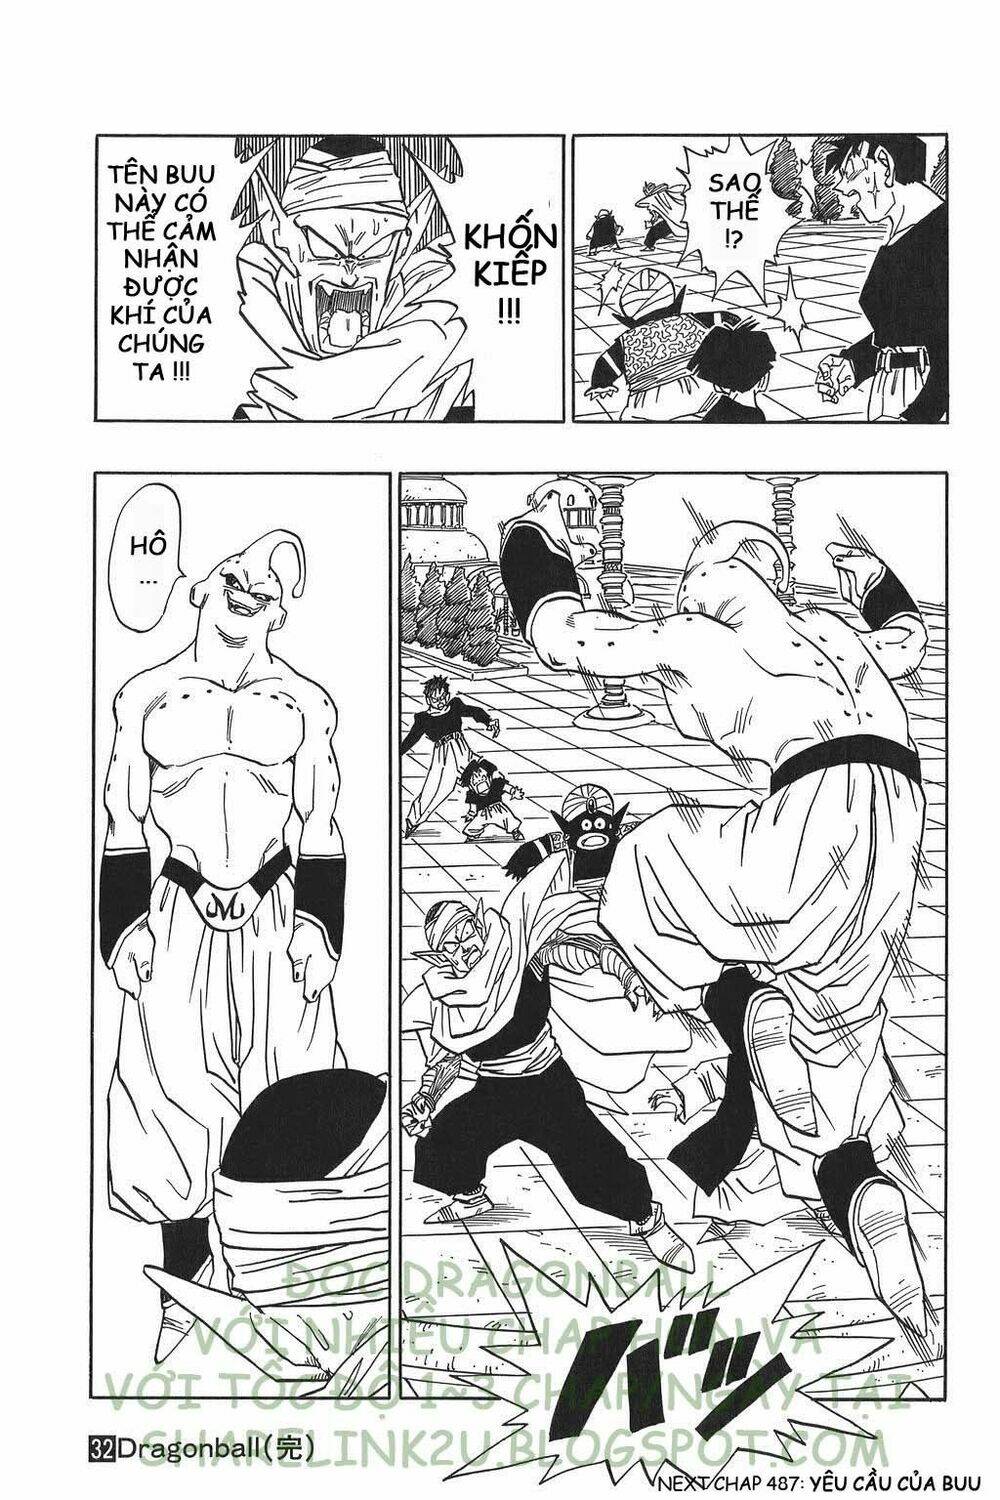 SAO
THẾ
!?
KHỐN
KIẾP
!!!
TÊN BUU
NÀY CÓ
THỂ CẢM
NHẬN
ĐƯỢC
KHÍ CỦA
CHÚNG
TA !!!
バッ
HÔ
...
ĐỌC DRAGONBALL
VỚI NHIỀU CHAP HƠN VÀ
VỚI TỐC ĐỘ 1~3 CHAP/NGÀY TẠI
SHARELINK2U.BLOGSPOT.COM
32 Dragonball(完)
NEXT CHAP 487: YÊU CẦU CỦA BUU